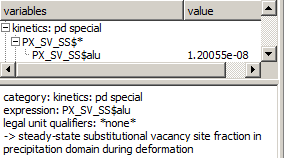 variables value
kinetics: pd special
PX_SV_SS$*
PX_SV_SS$alu 1.20055e-08
category: kinetics: pd special
expression: PX_SV_SS$alu
legal unit qualifiers: *none*
-> steady-state substitutional vacancy site fraction in
precipitation domain during deformation